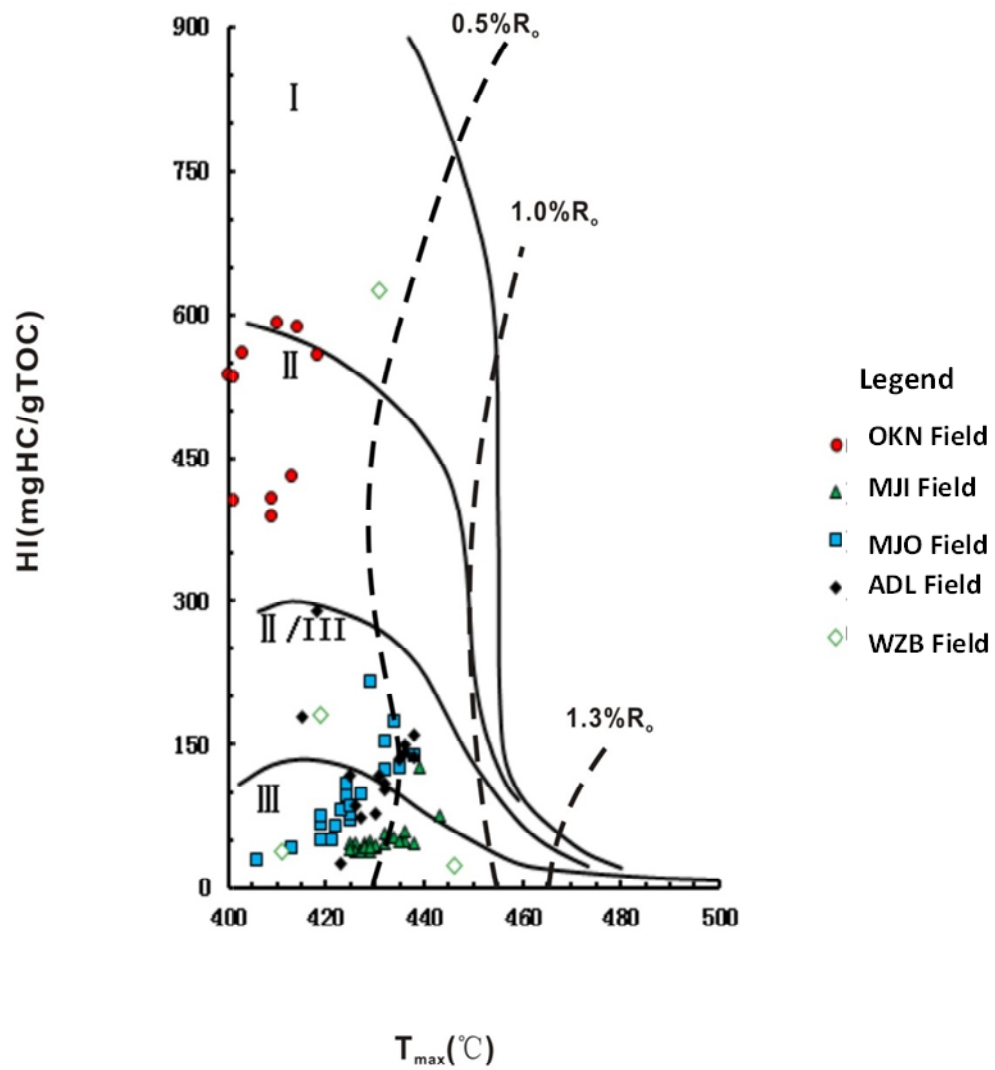 900
0.5%Rₒ
I
750
1.0%Rₒ
600
II
Legend
OKN Field
450
MJI Field
HI(mgHC/gTOC)
MJO Field
ADL Field
300
II /III
WZB Field
1.3%Rₒ
150
III
0
400 420 440 460 480 500
Tmax(℃)